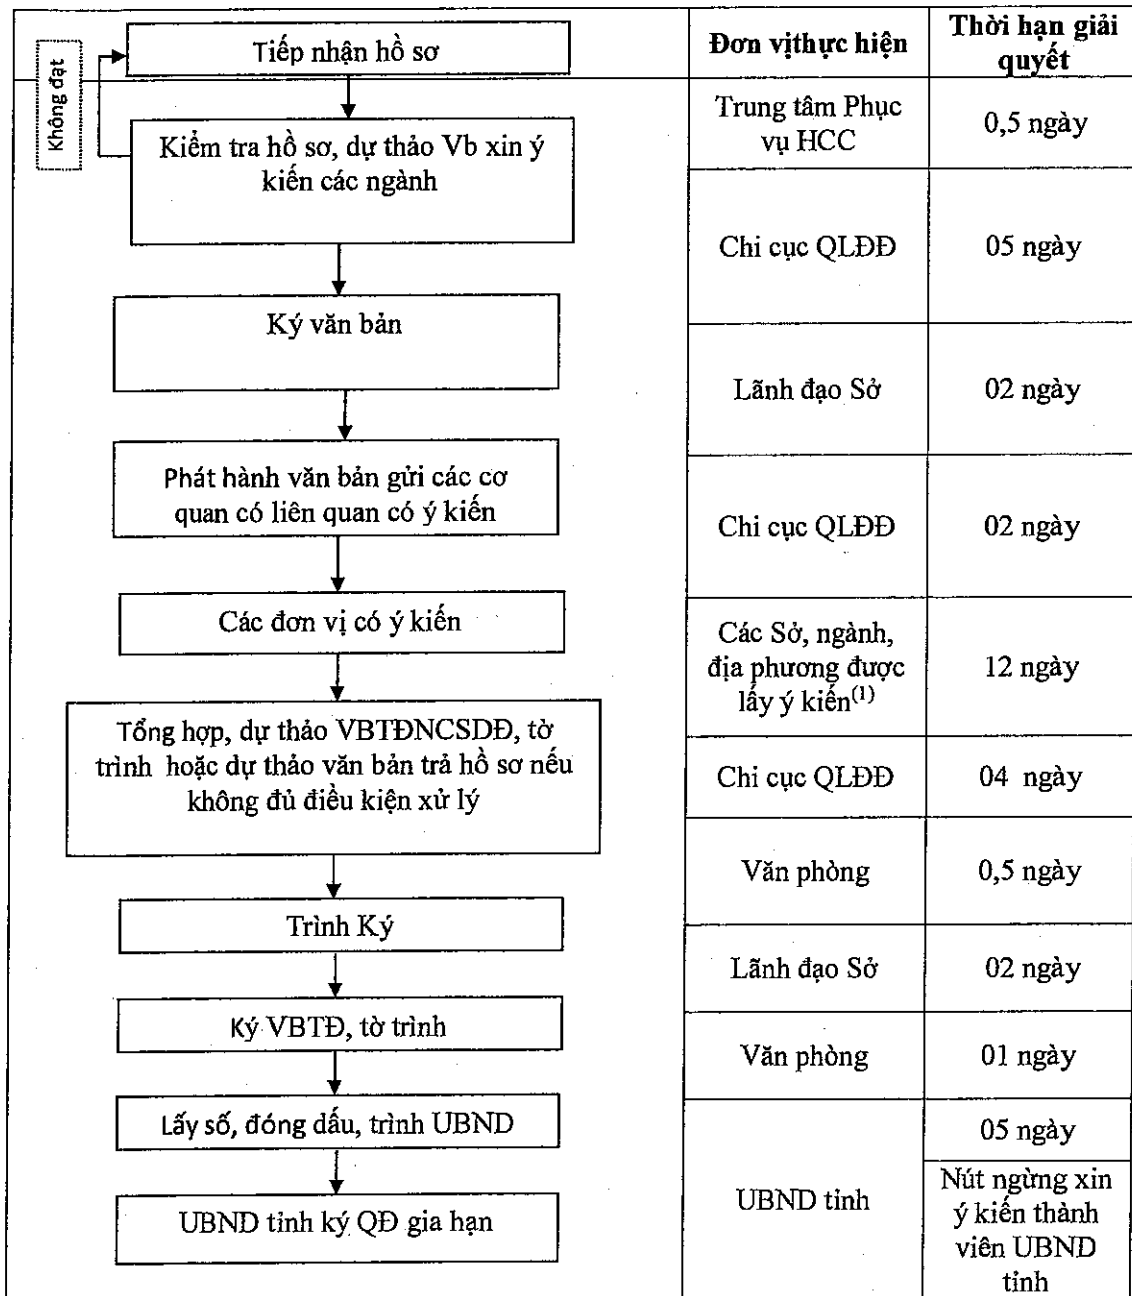 Tiếp nhận hồ sơ
Không đạt
Kiểm tra hồ sơ, dự thảo Vb xin ý
kiến các ngành
Ký văn bản
Phát hành văn bản gửi các cơ
quan có liên quan có ý kiến
Các đơn vị có ý kiến
Tổng hợp, dự thảo VBTĐNCSDĐ, tờ
trình hoặc dự thảo văn bản trả hồ sơ nếu
không đủ điều kiện xử lý
Trình Ký
Ký VBTĐ, tờ trình
Lấy số, đóng dấu, trình UBND
UBND tỉnh ký QĐ gia hạn
Đơn vịthực hiện
Thời hạn giải
quyết
Trung tâm Phục
vụ HCC
0,5 ngày
Chi cục QLĐĐ
05 ngày
Lãnh đạo Sở
02 ngày
Chi cục QLĐĐ
02 ngày
Các Sở, ngành,
địa phương được
lấy ý kiến(1)
12 ngày
Chi cục QLĐĐ
04 ngày
Văn phòng
0,5 ngày
Lãnh đạo Sở
02 ngày
Văn phòng
01 ngày
UBND tỉnh
05 ngày
Nút ngừng xin
ý kiến thành
viên UBND
tỉnh